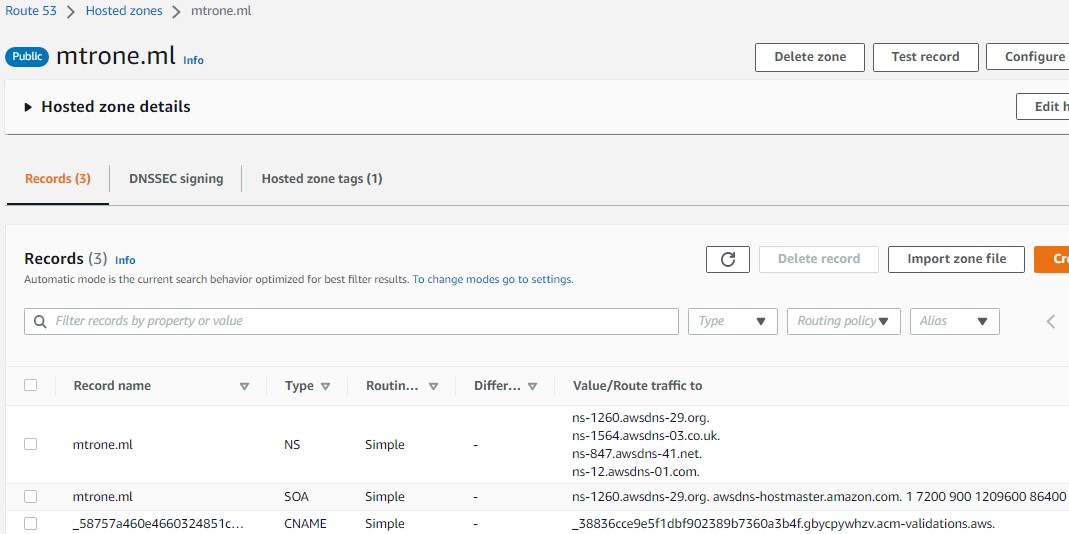 Route 53 > Hosted zones > mtrone.ml
Public mtrone.ml Info
Delete zone Test record Configure
Hosted zone details
Edit h
Records (3) DNSSEC signing Hosted zone tags (1)
Records (3) Info
Delete record Import zone file Cre
Automatic mode is the current search behavior optimized for best filter results. To change modes go to settings.
Filter records by property or value Type Routing policy Alias
Record name Type Routin... Differ... Value/Route traffic to
ns-1260.awsdns-29.org.
ns-1564.awsdns-03.co.uk.
mtrone.ml NS Simple -
ns-847.awsdns-41.net.
ns-12.awsdns-01.com.
mtrone.ml SOA Simple - ns-1260.awsdns-29.org. awsdns-hostmaster.amazon.com. 1 7200 900 1209600 86400
_58757a460e4660324851c... CNAME Simple - _38836cce9e5f1dbf902389b7360a3b4f.gbycpywhzv.acm-validations.aws.